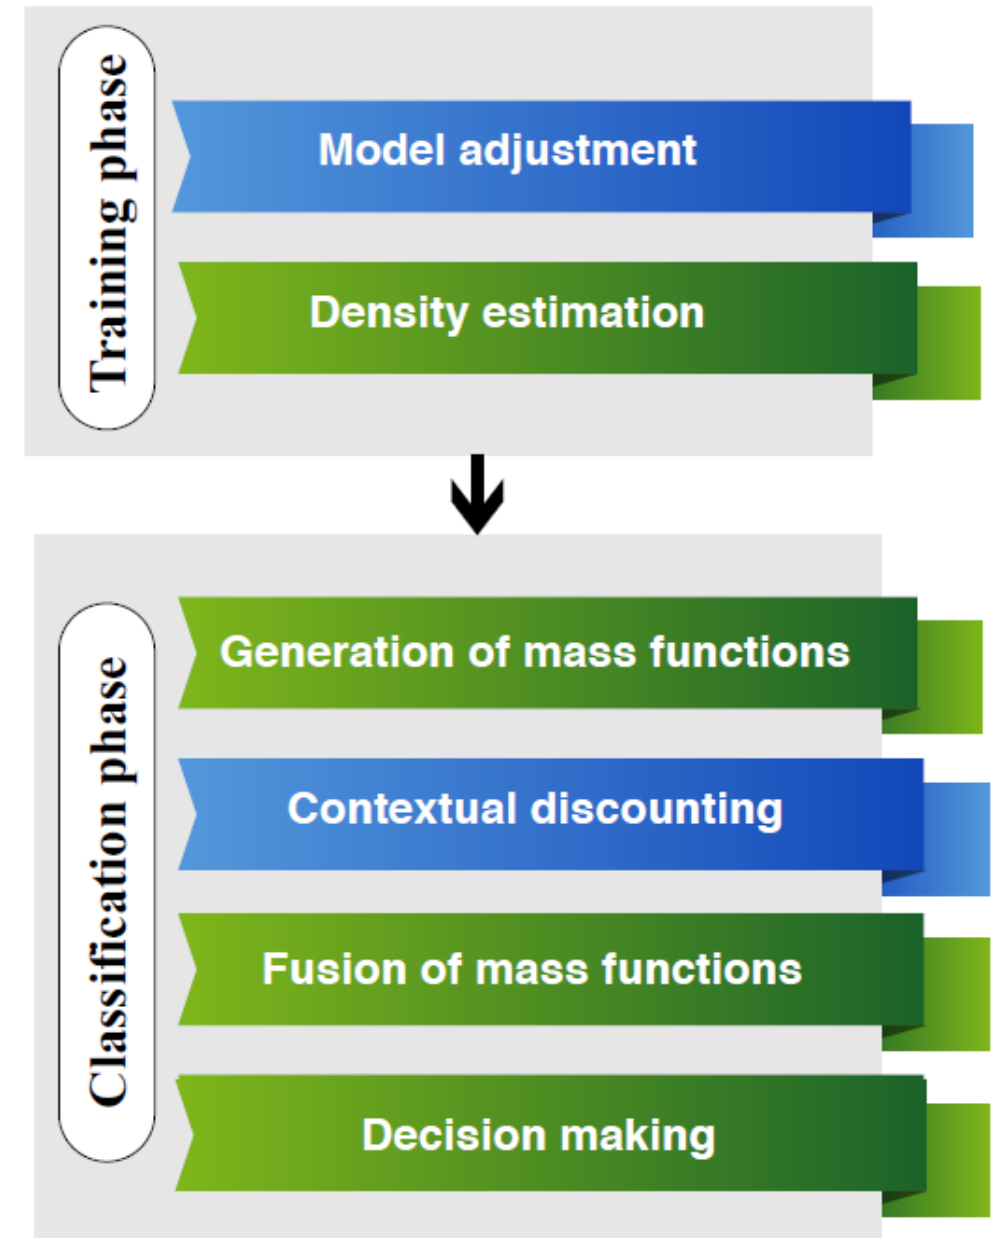 Training phase
Model adjustment
Density estimation
Classification phase
Generation of mass functions
Contextual discounting
Fusion of mass functions
Decision making